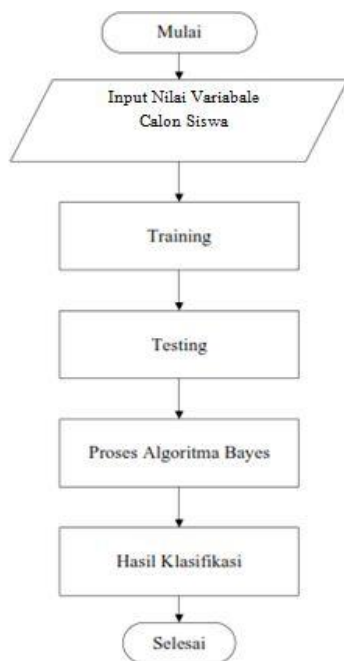 Mulai
Input Nilai Variabale
Calon Siswa
Training
Testing
Proses Algoritma Bayes
Hasil Klasifikasi
Selesai